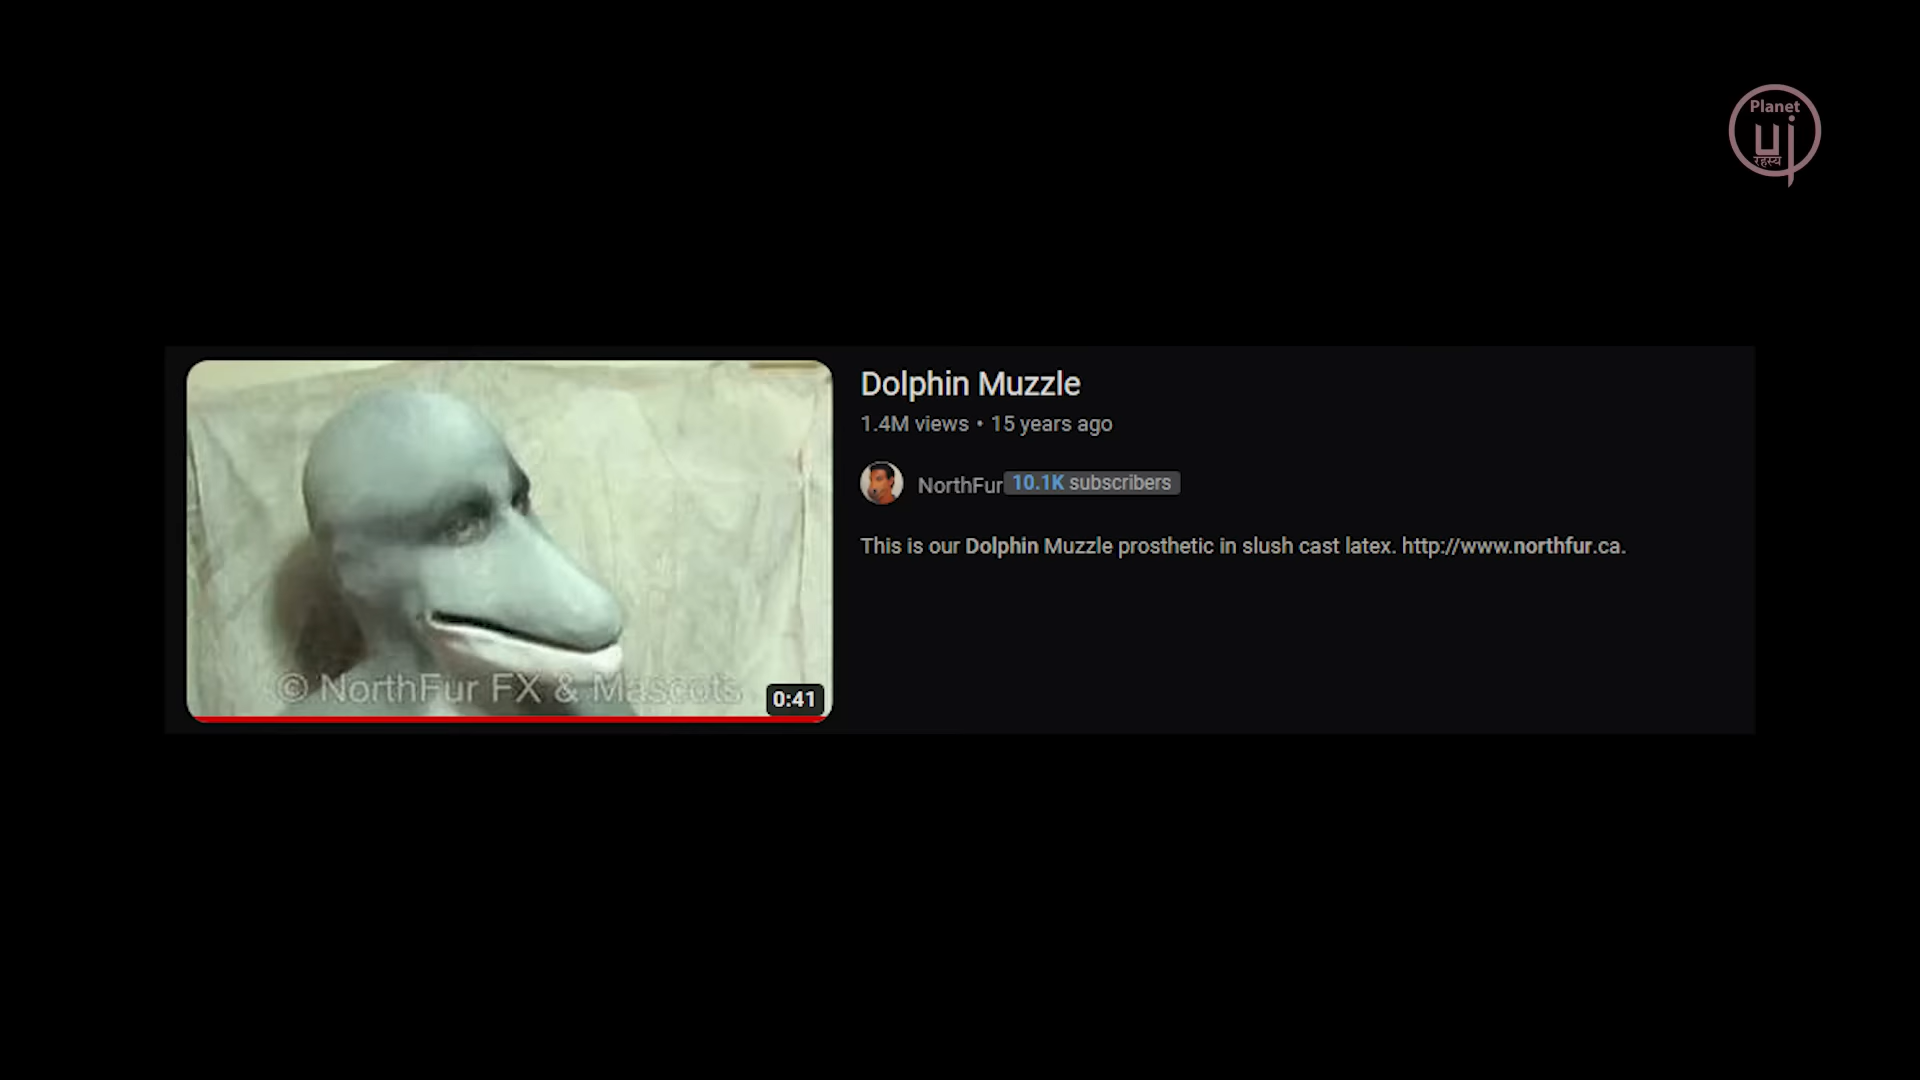 Planet
uj
रहस्य
Dolphin Muzzle
1.4M views • 15 years ago
NorthFur 10.1K subscribers
This is our Dolphin Muzzle prosthetic in slush cast latex. http://www.northfur.ca.
© NorthFur FX & Mascots
0:41